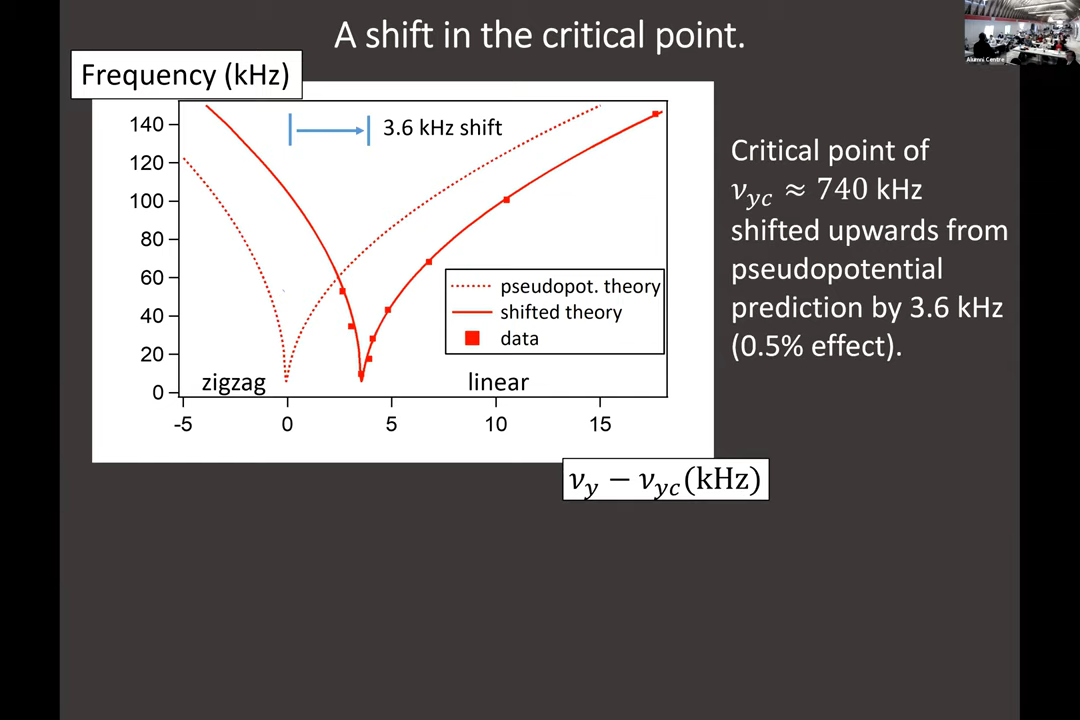 A shift in the critical point.
Alumni Centre
Frequency (kHz)
3.6 kHz shift
140
120
100
80
60
40
20
0
pseudopot. theory
shifted theory
data
zigzag
linear
-5 0 5 10 15
νy − νyc(kHz)
Critical point of
νyc ≈ 740 kHz
shifted upwards from
pseudopotential
prediction by 3.6 kHz
(0.5% effect).